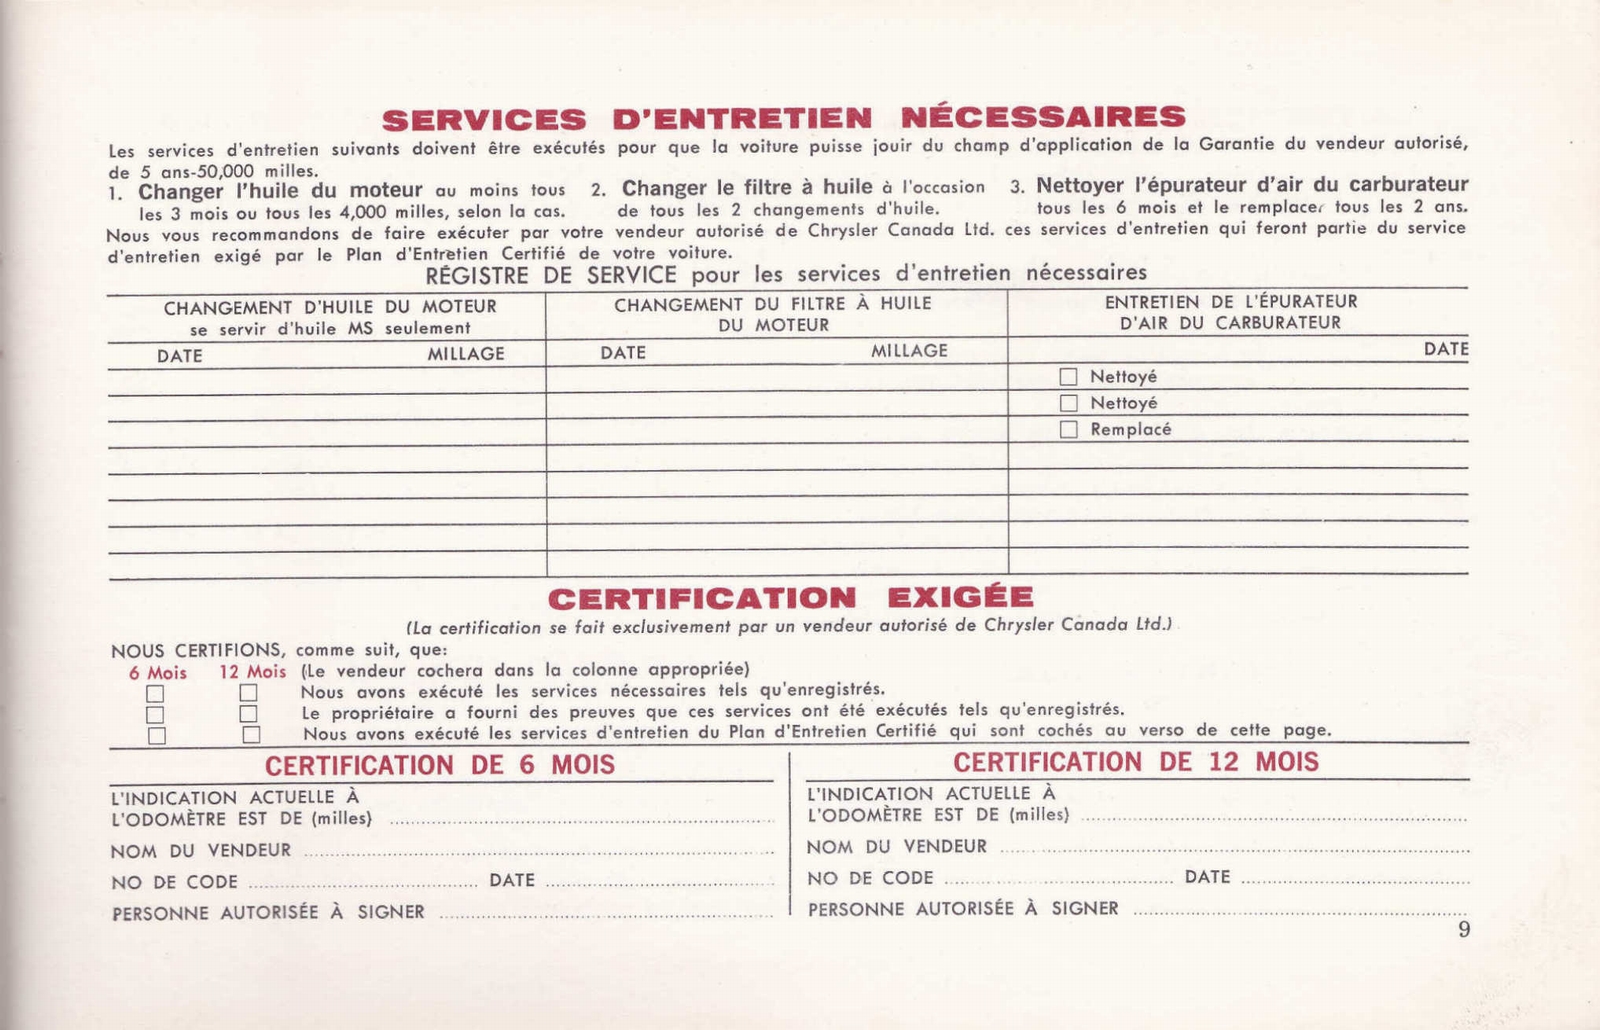 SERVICES D'ENTRETIEN NÉCESSAIRES
Les services d'entretien suivants doivent être exécutés pour que la voiture puisse jouir du champ d'application de la Garantie du vendeur autorisé,
de 5 ans-50,000 milles.
1. Changer l'huile du moteur au moins tous
les 3 mois ou tous les 4,000 milles, selon la cas.
2. Changer le filtre à huile à l'occasion
de tous les 2 changements d'huile.
3. Nettoyer l'épurateur d'air du carburateur
tous les 6 mois et le remplacer tous les 2 ans.
Nous vous recommandons de faire exécuter par votre vendeur autorisé de Chrysler Canada Ltd. ces services d'entretien qui feront partie du service
d'entretien exigé par le Plan d'Entretien Certifié de votre voiture.
RÉGISTRE DE SERVICE pour les services d'entretien nécessaires
CHANGEMENT D'HUILE DU MOTEUR
se servir d'huile MS seulement
CHANGEMENT DU FILTRE À HUILE
DU MOTEUR
ENTRETIEN DE L'ÉPURATEUR
D'AIR DU CARBURATEUR
DATE MILLAGE DATE MILLAGE DATE
Nettoyé
Nettoyé
Remplacé
CERTIFICATION EXIGÉE
(La certification se fait exclusivement par un vendeur autorisé de Chrysler Canada Ltd.)
NOUS CERTIFIONS, comme suit, que:
6 Mois 12 Mois (Le vendeur cochera dans la colonne appropriée)
Nous avons exécuté les services nécessaires tels qu'enregistrés.
Le propriétaire a fourni des preuves que ces services ont été exécutés tels qu'enregistrés.
Nous avons exécuté les services d'entretien du Plan d'Entretien Certifié qui sont cochés au verso de cette page.
CERTIFICATION DE 6 MOIS
L'INDICATION ACTUELLE À
L'ODOMÈTRE EST DE (milles)
NOM DU VENDEUR
NO DE CODE DATE
PERSONNE AUTORISÉE À SIGNER
CERTIFICATION DE 12 MOIS
L'INDICATION ACTUELLE À
L'ODOMÈTRE EST DE (milles)
NOM DU VENDEUR
NO DE CODE DATE
PERSONNE AUTORISÉE À SIGNER
9